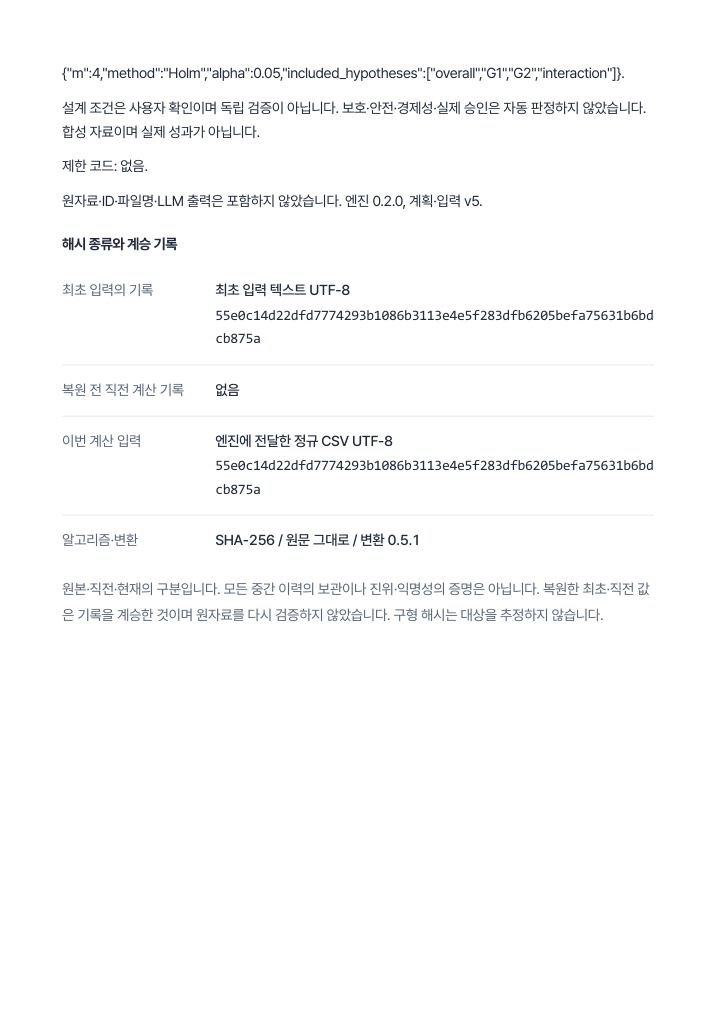 {"m":4,"method":"Holm","alpha":0.05,"included_hypotheses":["overall","G1","G2","interaction"]}.
설계 조건은 사용자 확인이며 독립 검증이 아닙니다. 보호·안전·경제성·실제 승인은 자동 판정하지 않았습니다.
합성 자료이며 실제 성과가 아닙니다.
제한 코드: 없음.
원자료·ID·파일명·LLM 출력은 포함하지 않았습니다. 엔진 0.2.0, 계획·입력 v5.
해시 종류와 계승 기록
최초 입력의 기록
최초 입력 텍스트 UTF-8
55e0c14d22dfd7774293b1086b3113e4e5f283dfb6205befa75631b6bd
cb875a
복원 전 직전 계산 기록
없음
이번 계산 입력
엔진에 전달한 정규 CSV UTF-8
55e0c14d22dfd7774293b1086b3113e4e5f283dfb6205befa75631b6bd
cb875a
알고리즘·변환
SHA-256 / 원문 그대로 / 변환 0.5.1
원본·직전·현재의 구분입니다. 모든 중간 이력의 보관이나 진위·익명성의 증명은 아닙니다. 복원한 최초·직전 값
은 기록을 계승한 것이며 원자료를 다시 검증하지 않았습니다. 구형 해시는 대상을 추정하지 않습니다.